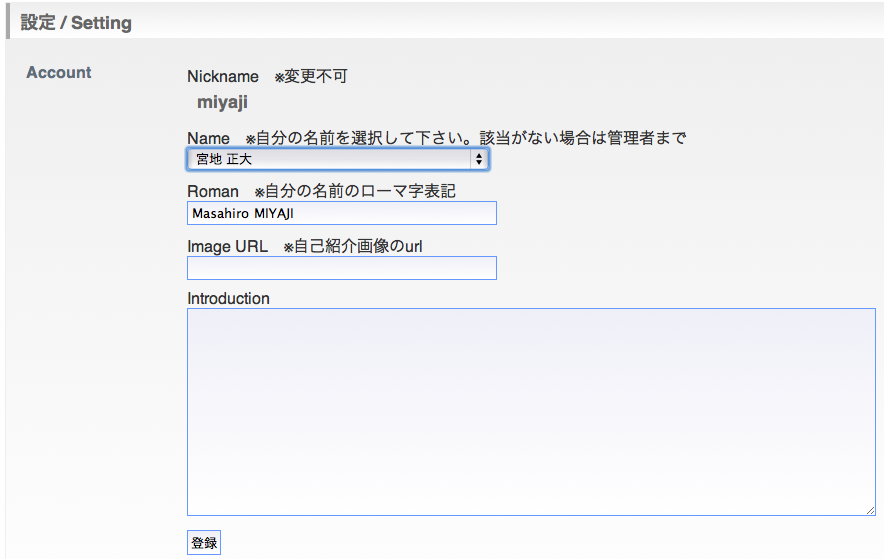 設定 / Setting
Account
Nickname　※変更不可
miyaji
Name　※自分の名前を選択して下さい。該当がない場合は管理者まで
宮地 正大
Roman　※自分の名前のローマ字表記
Masahiro MIYAJI
Image URL　※自己紹介画像のurl
Introduction
登録